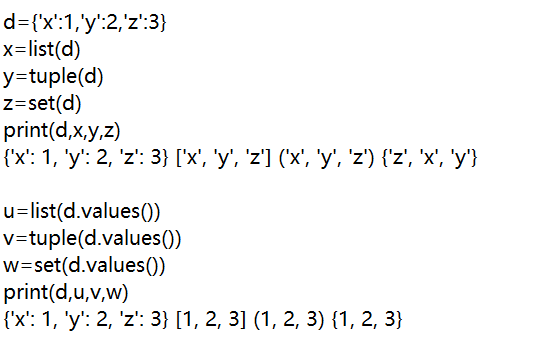 d={'x':1,'y':2,'z':3}
x=list(d)
y=tuple(d)
z=set(d)
print(d,x,y,z)
{'x': 1, 'y': 2, 'z': 3} ['x', 'y', 'z'] ('x', 'y', 'z') {'z', 'x', 'y'}
u=list(d.values())
v=tuple(d.values())
w=set(d.values())
print(d,u,v,w)
{'x': 1, 'y': 2, 'z': 3} [1, 2, 3] (1, 2, 3) {1, 2, 3}